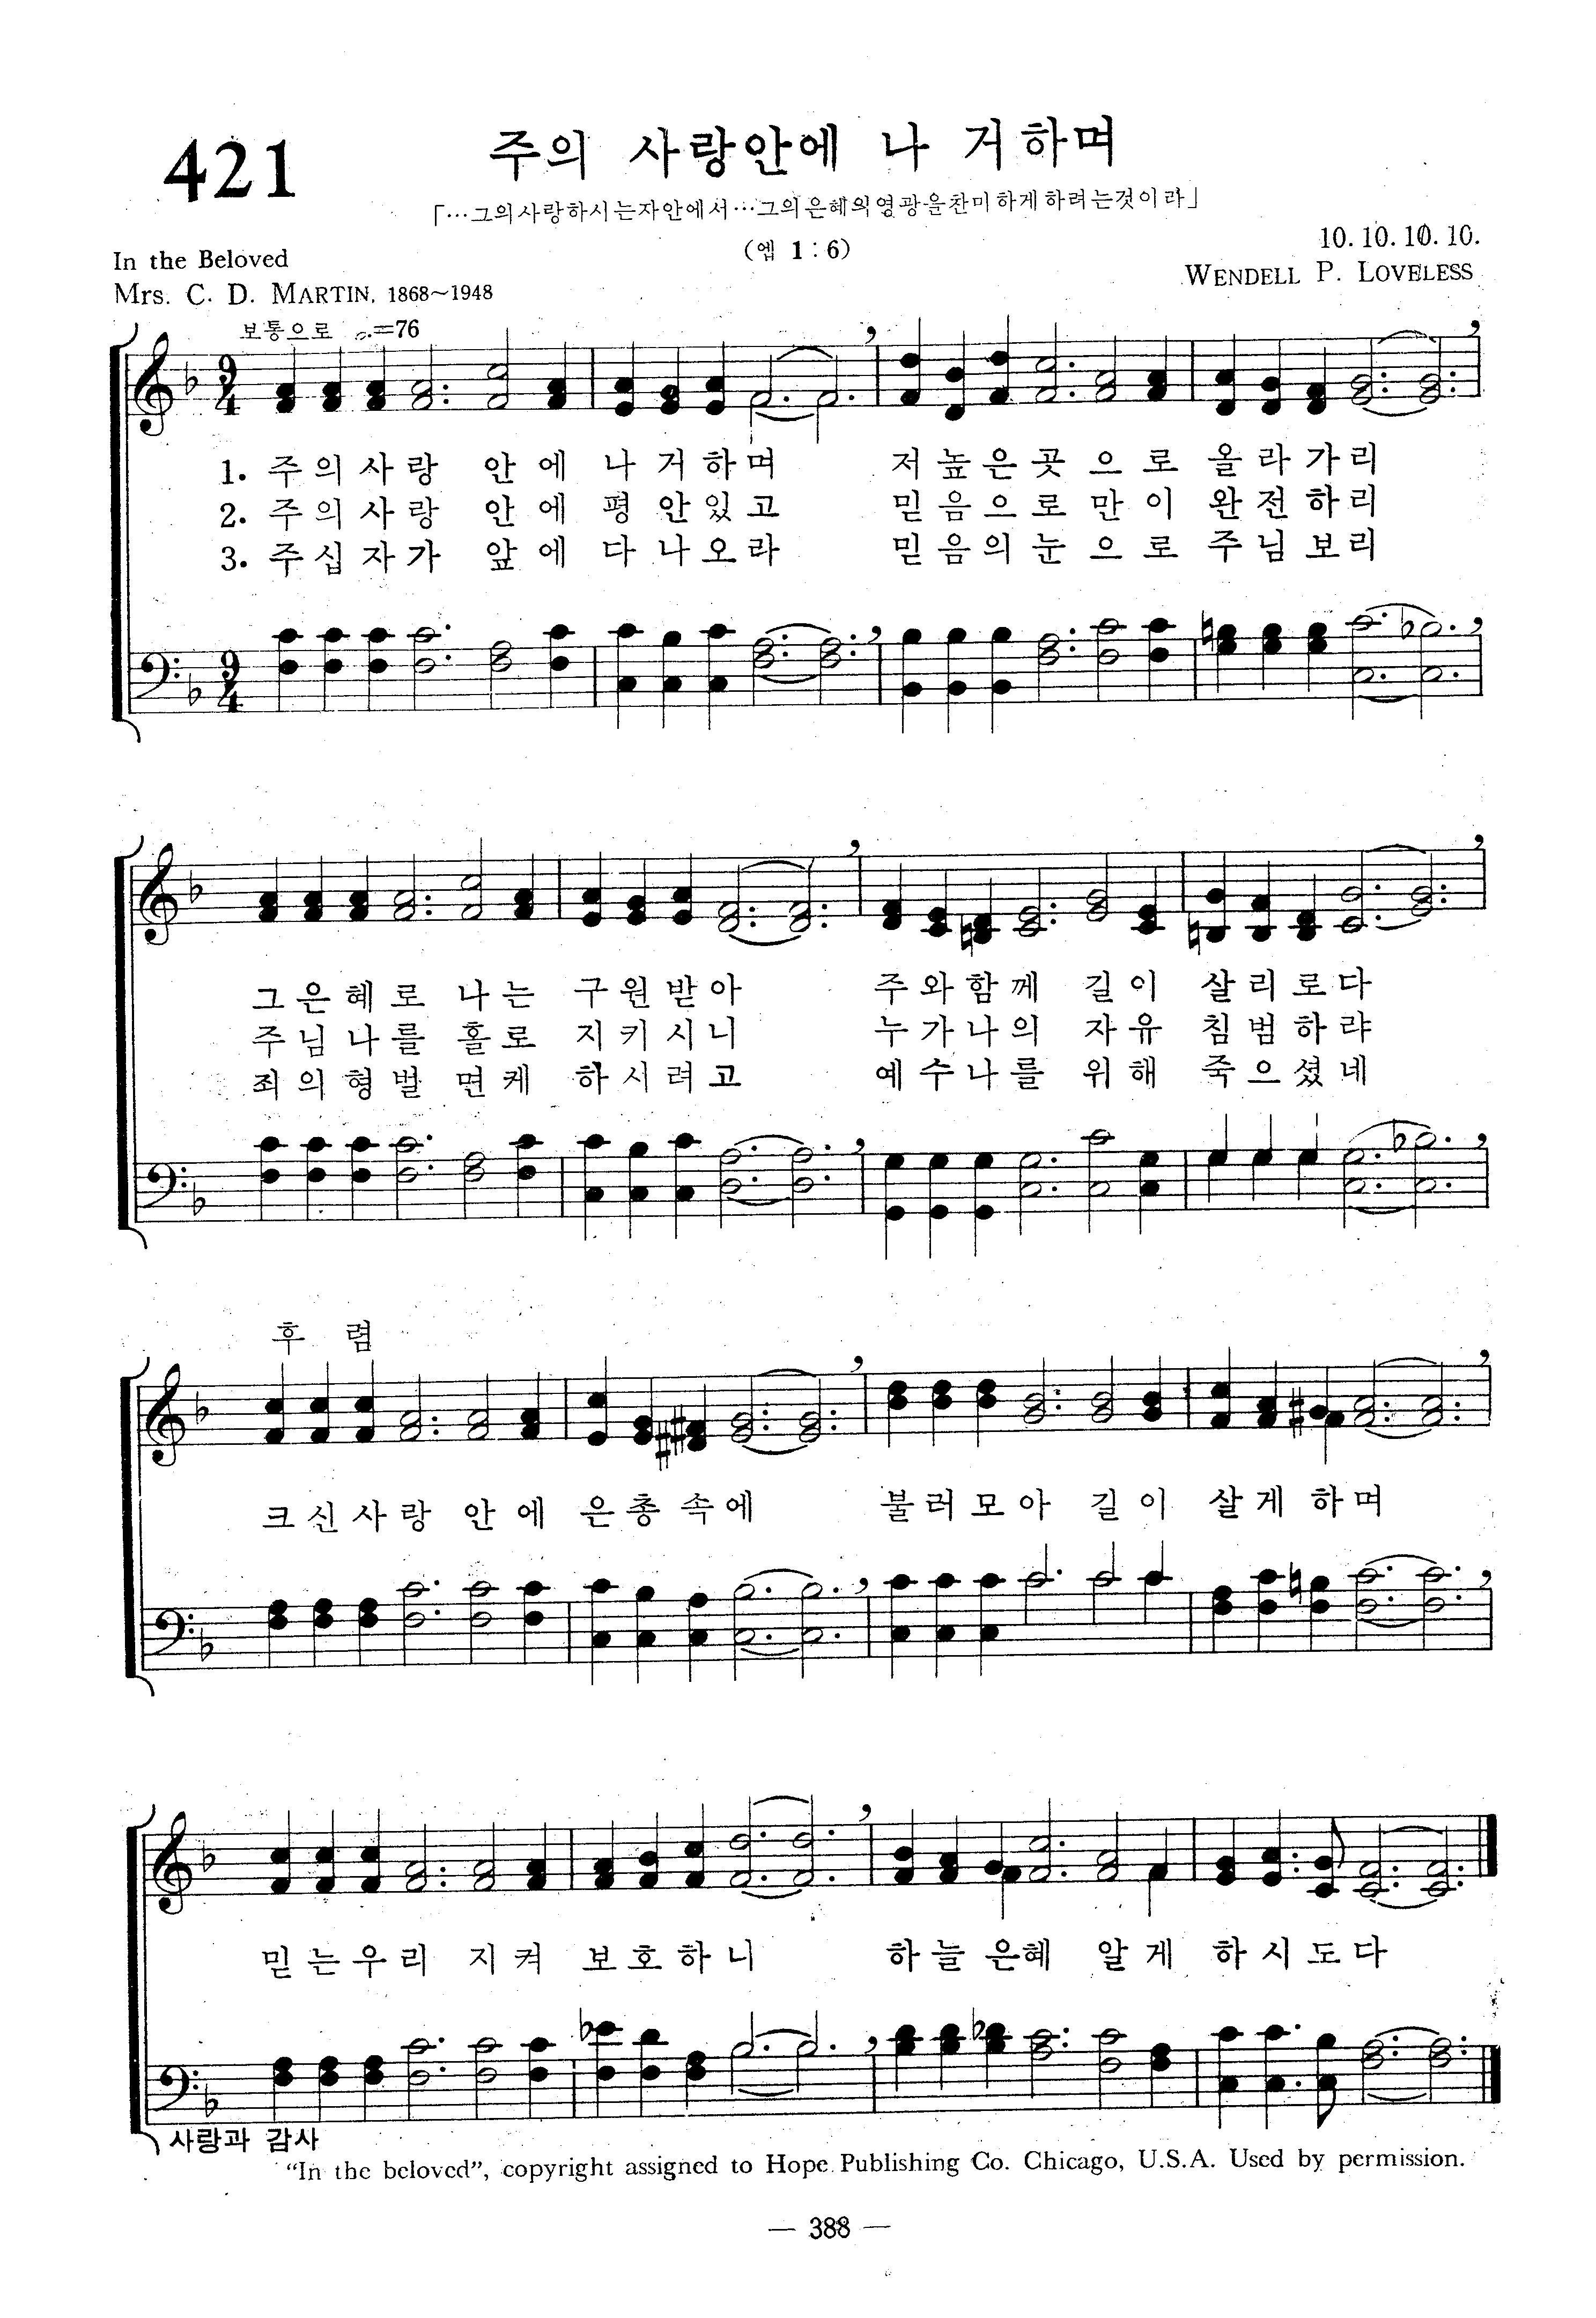 421
주의 사랑안에 나 거하며
「…그의사랑하시는자안에서…그의은혜의영광을찬미하게하려는것이라」
(엡 1 : 6)
In the Beloved
10. 10. 10. 10.
Mrs. C. D. MARTIN, 1868~1948
WENDELL P. LOVELESS
보통으로 𝅗𝅥.=76
1. 주의사랑 안에 나거하며 저높은곳으로 올라가리
2. 주의사랑 안에 평안있고 믿음으로만이 완전하리
3. 주십자가 앞에 다나오라 믿음의눈으로 주님보리
그은혜로 나는 구원받아 주와함께 길이 살리로다
주님나를 홀로 지키시니 누가나의 자유 침범하랴
죄의형벌 면케 하시려고 예수나를 위해 죽으셨네
후 렴
크신사랑 안에 은총속에 불러모아 길이 살게하며
믿는우리 지켜 보호하니 하늘은혜 알게 하시도다
사랑과 감사
"In the beloved", copyright assigned to Hope Publishing Co. Chicago, U.S.A. Used by permission.
— 388 —